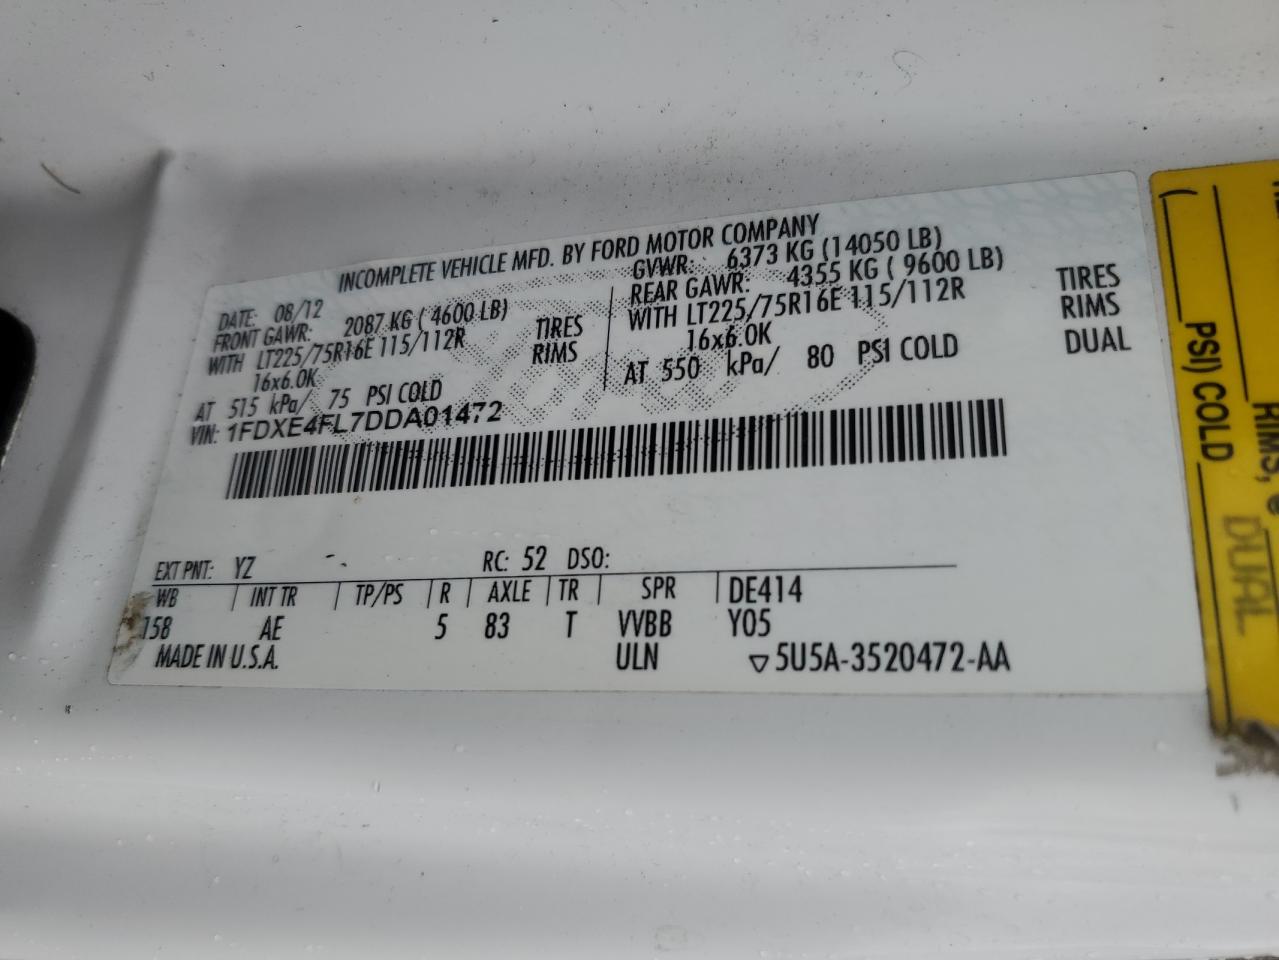 INCOMPLETE VEHICLE MFD. BY FORD MOTOR COMPANY
DATE: 08/12
GVWR: 6373 KG (14050 LB)
FRONT GAWR: 2087 KG (4600 LB)
REAR GAWR: 4355 KG (9600 LB)
WITH LT225/75R16E 115/112R TIRES
WITH LT225/75R16E 115/112R TIRES
16x6.0K RIMS
16x6.0K RIMS
AT 515 kPa/ 75 PSI COLD
AT 550 kPa/ 80 PSI COLD DUAL
VIN: 1FDXE4FL7DDA01472
EXT PNT: YZ RC: 52 DSO:
WB | INT TR | TP/PS | R | AXLE | TR | SPR | DE414
158 AE 5 83 T VVBB Y05
MADE IN U.S.A. ULN ▽5U5A-3520472-AA
PSI) COLD
RIMS,
DUAL